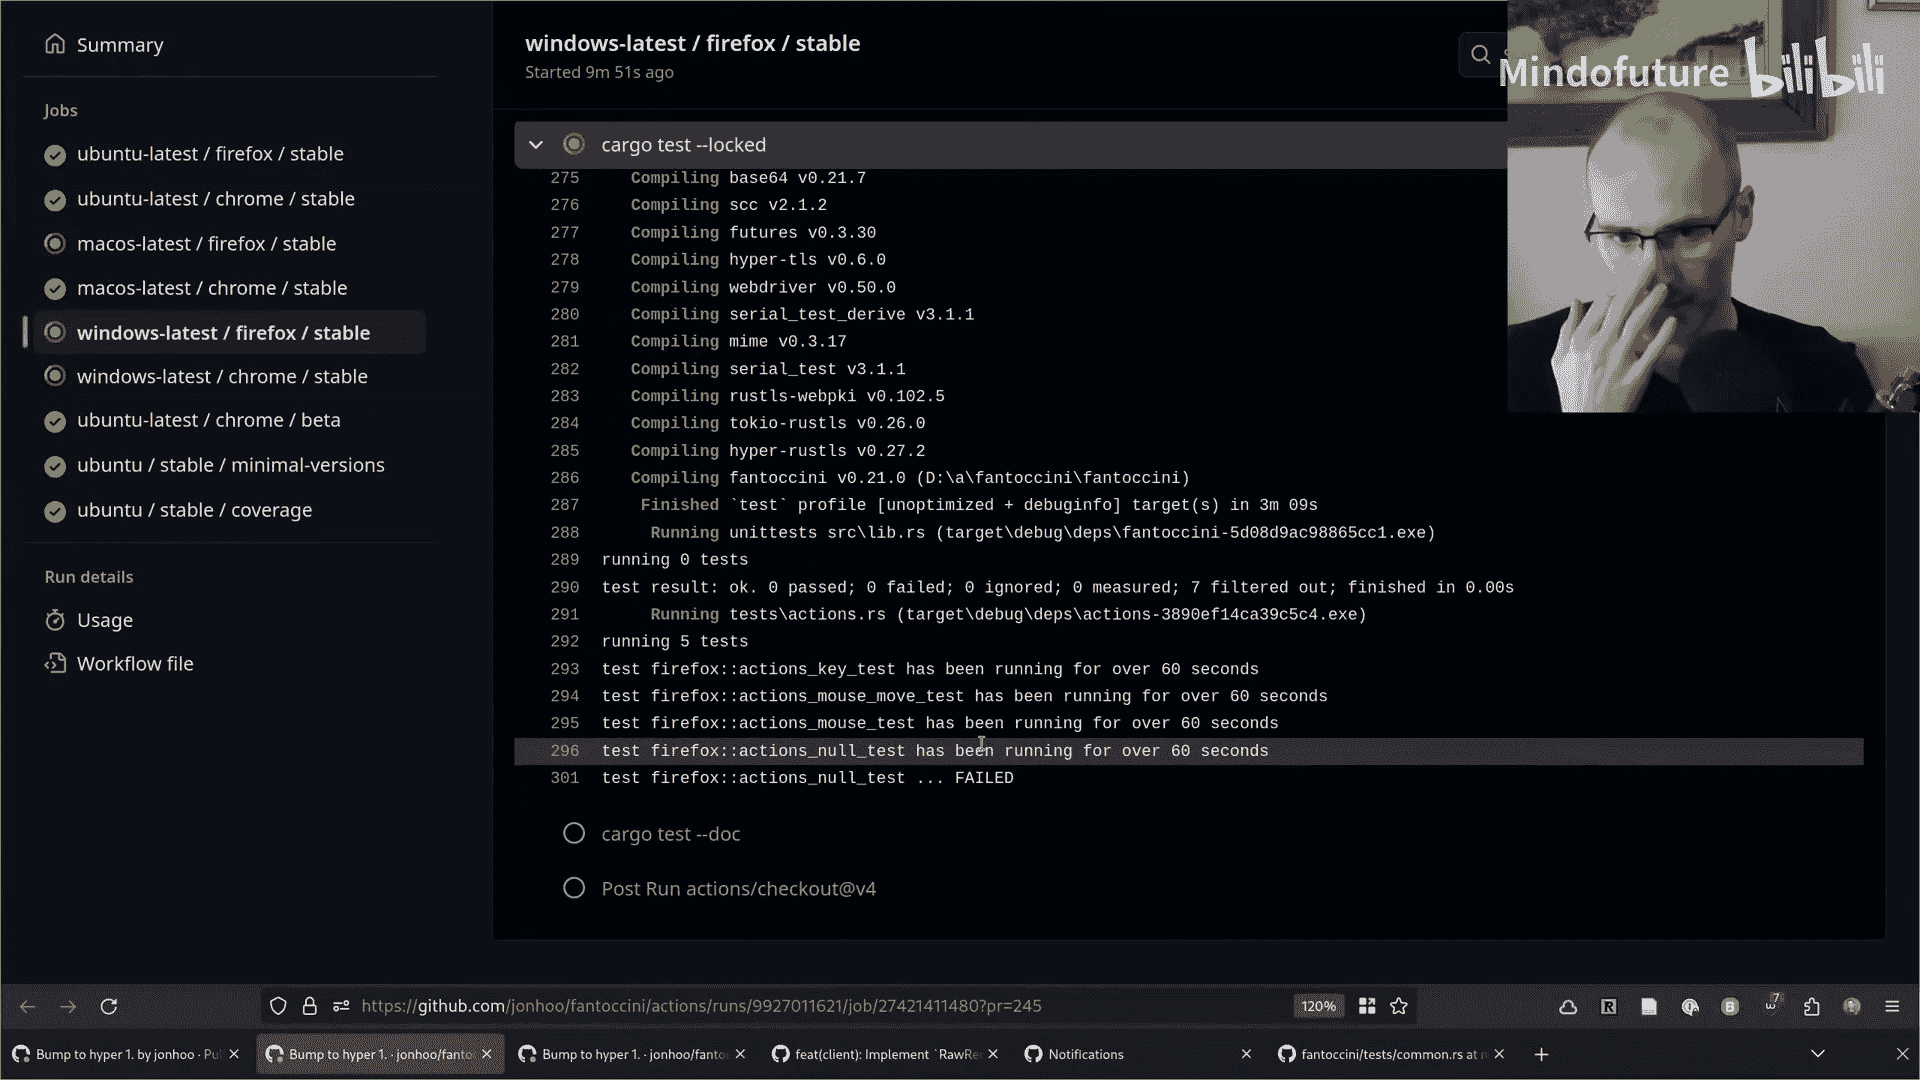 Summary
Jobs
ubuntu-latest / firefox / stable
ubuntu-latest / chrome / stable
macos-latest / firefox / stable
macos-latest / chrome / stable
windows-latest / firefox / stable
windows-latest / chrome / stable
ubuntu-latest / chrome / beta
ubuntu / stable / minimal-versions
ubuntu / stable / coverage
Run details
Usage
Workflow file
windows-latest / firefox / stable
Started 9m 51s ago
Mindofuture bilibili
cargo test --locked
275 Compiling base64 v0.21.7
276 Compiling scc v2.1.2
277 Compiling futures v0.3.30
278 Compiling hyper-tls v0.6.0
279 Compiling webdriver v0.50.0
280 Compiling serial_test_derive v3.1.1
281 Compiling mime v0.3.17
282 Compiling serial_test v3.1.1
283 Compiling rustls-webpki v0.102.5
284 Compiling tokio-rustls v0.26.0
285 Compiling hyper-rustls v0.27.2
286 Compiling fantoccini v0.21.0 (D:\a\fantoccini\fantoccini)
287 Finished `test` profile [unoptimized + debuginfo] target(s) in 3m 09s
288 Running unittests src\lib.rs (target\debug\deps\fantoccini-5d08d9ac98865cc1.exe)
289 running 0 tests
290 test result: ok. 0 passed; 0 failed; 0 ignored; 0 measured; 7 filtered out; finished in 0.00s
291 Running tests\actions.rs (target\debug\deps\actions-3890ef14ca39c5c4.exe)
292 running 5 tests
293 test firefox::actions_key_test has been running for over 60 seconds
294 test firefox::actions_mouse_move_test has been running for over 60 seconds
295 test firefox::actions_mouse_test has been running for over 60 seconds
296 test firefox::actions_null_test has been running for over 60 seconds
301 test firefox::actions_null_test ... FAILED
cargo test --doc
Post Run actions/checkout@v4
https://github.com/jonhoo/fantoccini/actions/runs/9927011621/job/27421411480?pr=245
120%
7
Bump to hyper 1. by jonhoo · Pu
Bump to hyper 1. · jonhoo/fanto
Bump to hyper 1. · jonhoo/fanto
feat(client): Implement `RawRe
Notifications
fantoccini/tests/common.rs at